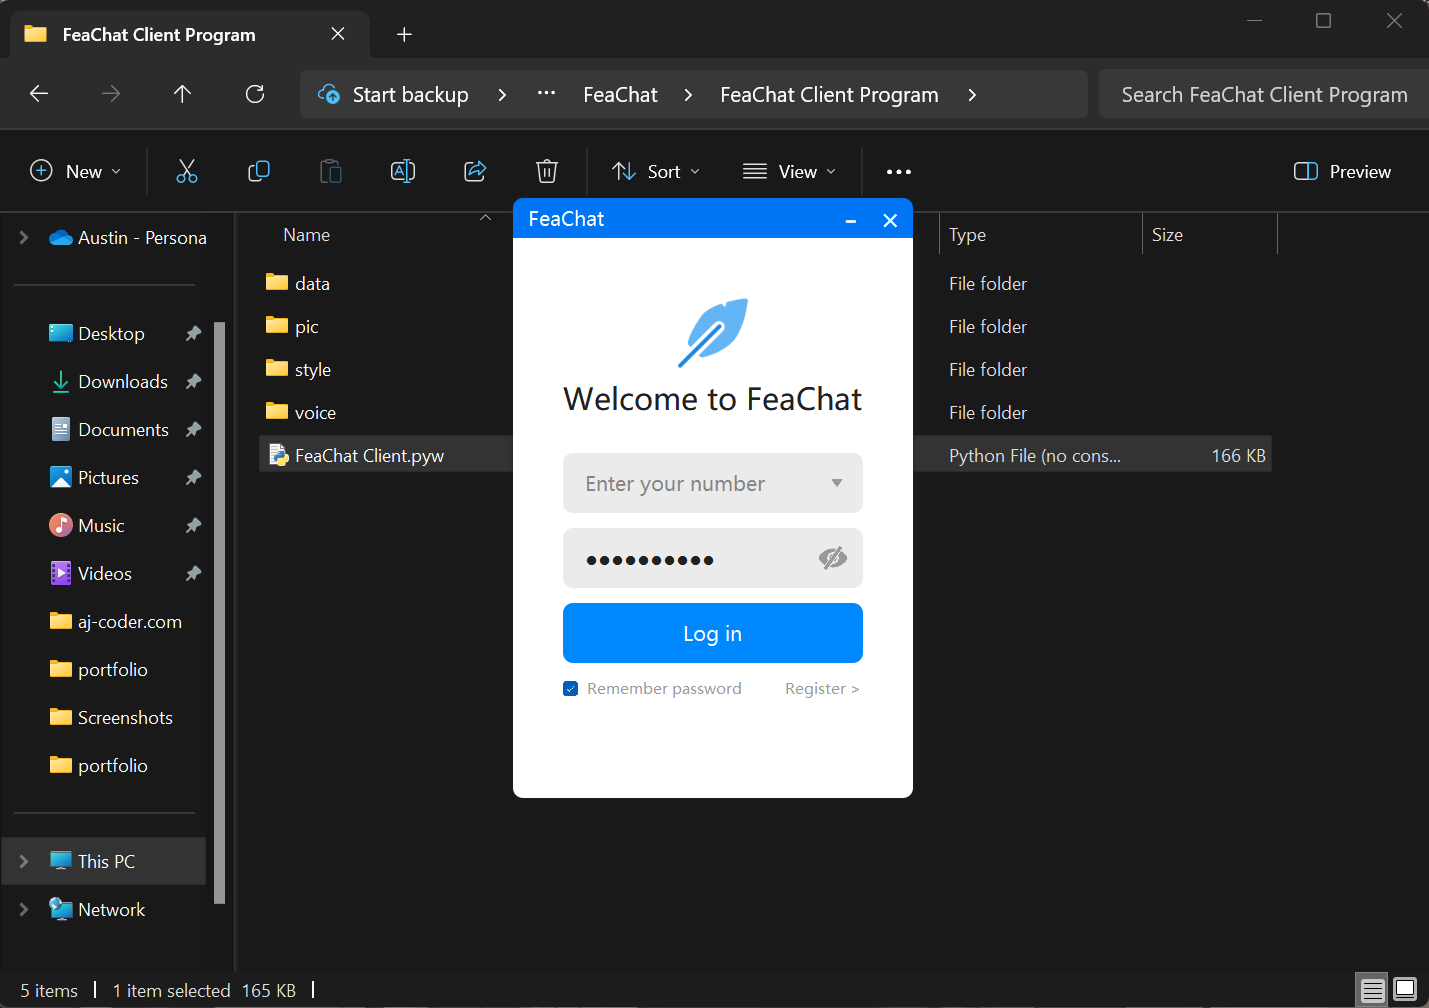 FeaChat Client Program
Start backup > ... FeaChat > FeaChat Client Program >
Search FeaChat Client Program
New
Sort
View
...
Preview
Austin - Persona
Desktop
Downloads
Documents
Pictures
Music
Videos
aj-coder.com
portfolio
Screenshots
portfolio
This PC
Network
Name
Type
Size
data
File folder
pic
File folder
style
File folder
voice
File folder
FeaChat Client.pyw
Python File (no cons...
166 KB
FeaChat
Welcome to FeaChat
Enter your number
●●●●●●●●●●
Log in
Remember password
Register >
5 items
1 item selected 165 KB